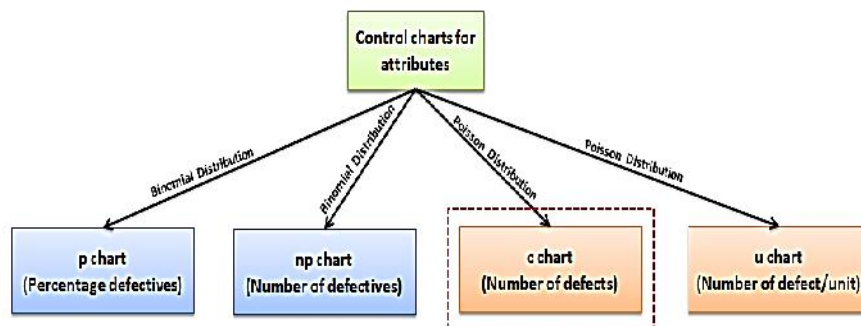 Control charts for
attributes
Binomial Distribution
Binomial Distribution
Poisson Distribution
Poisson Distribution
p chart
(Percentage defectives)
np chart
(Number of defectives)
c chart
(Number of defects)
u chart
(Number of defect/unit)